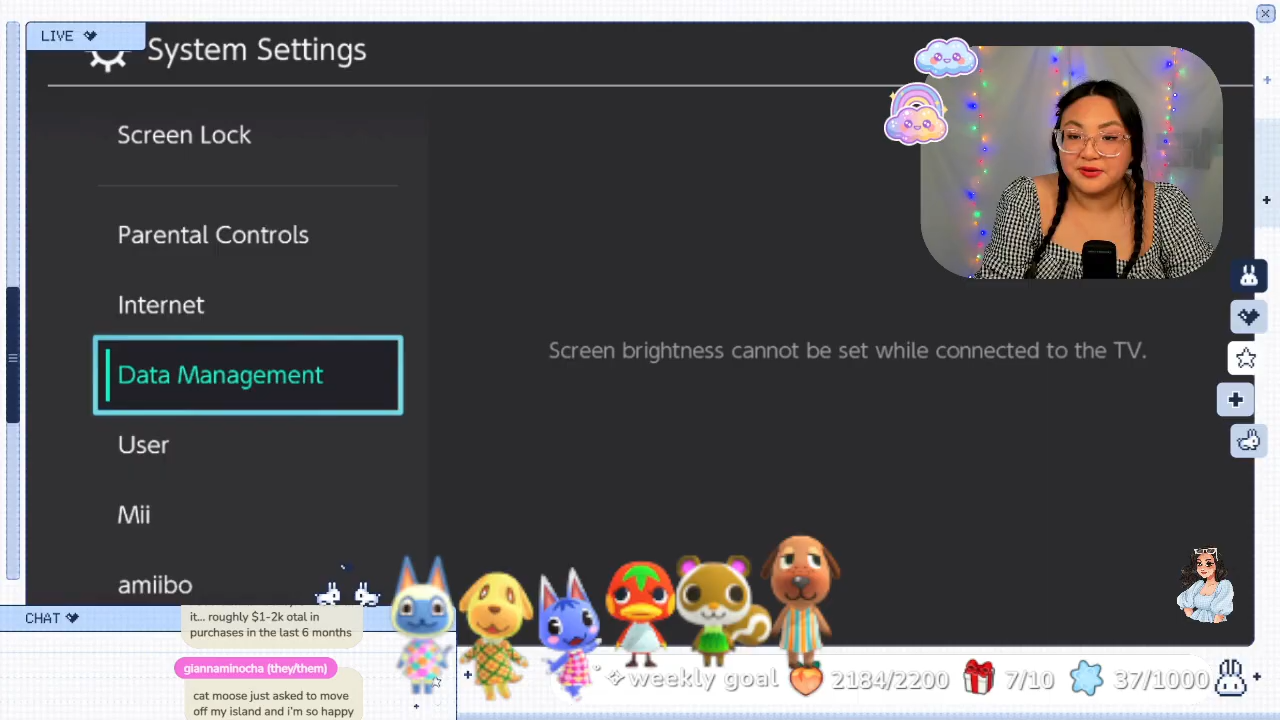 LIVE
System Settings
Screen Lock
Parental Controls
Internet
Data Management
User
Mii
amiibo
Screen brightness cannot be set while connected to the TV.
CHAT
it... roughly $1-2k otal in
purchases in the last 6 months
giannaminocha (they/them)
cat moose just asked to move
off my island and i'm so happy
weekly goal
2184/2200
7/10
37/1000